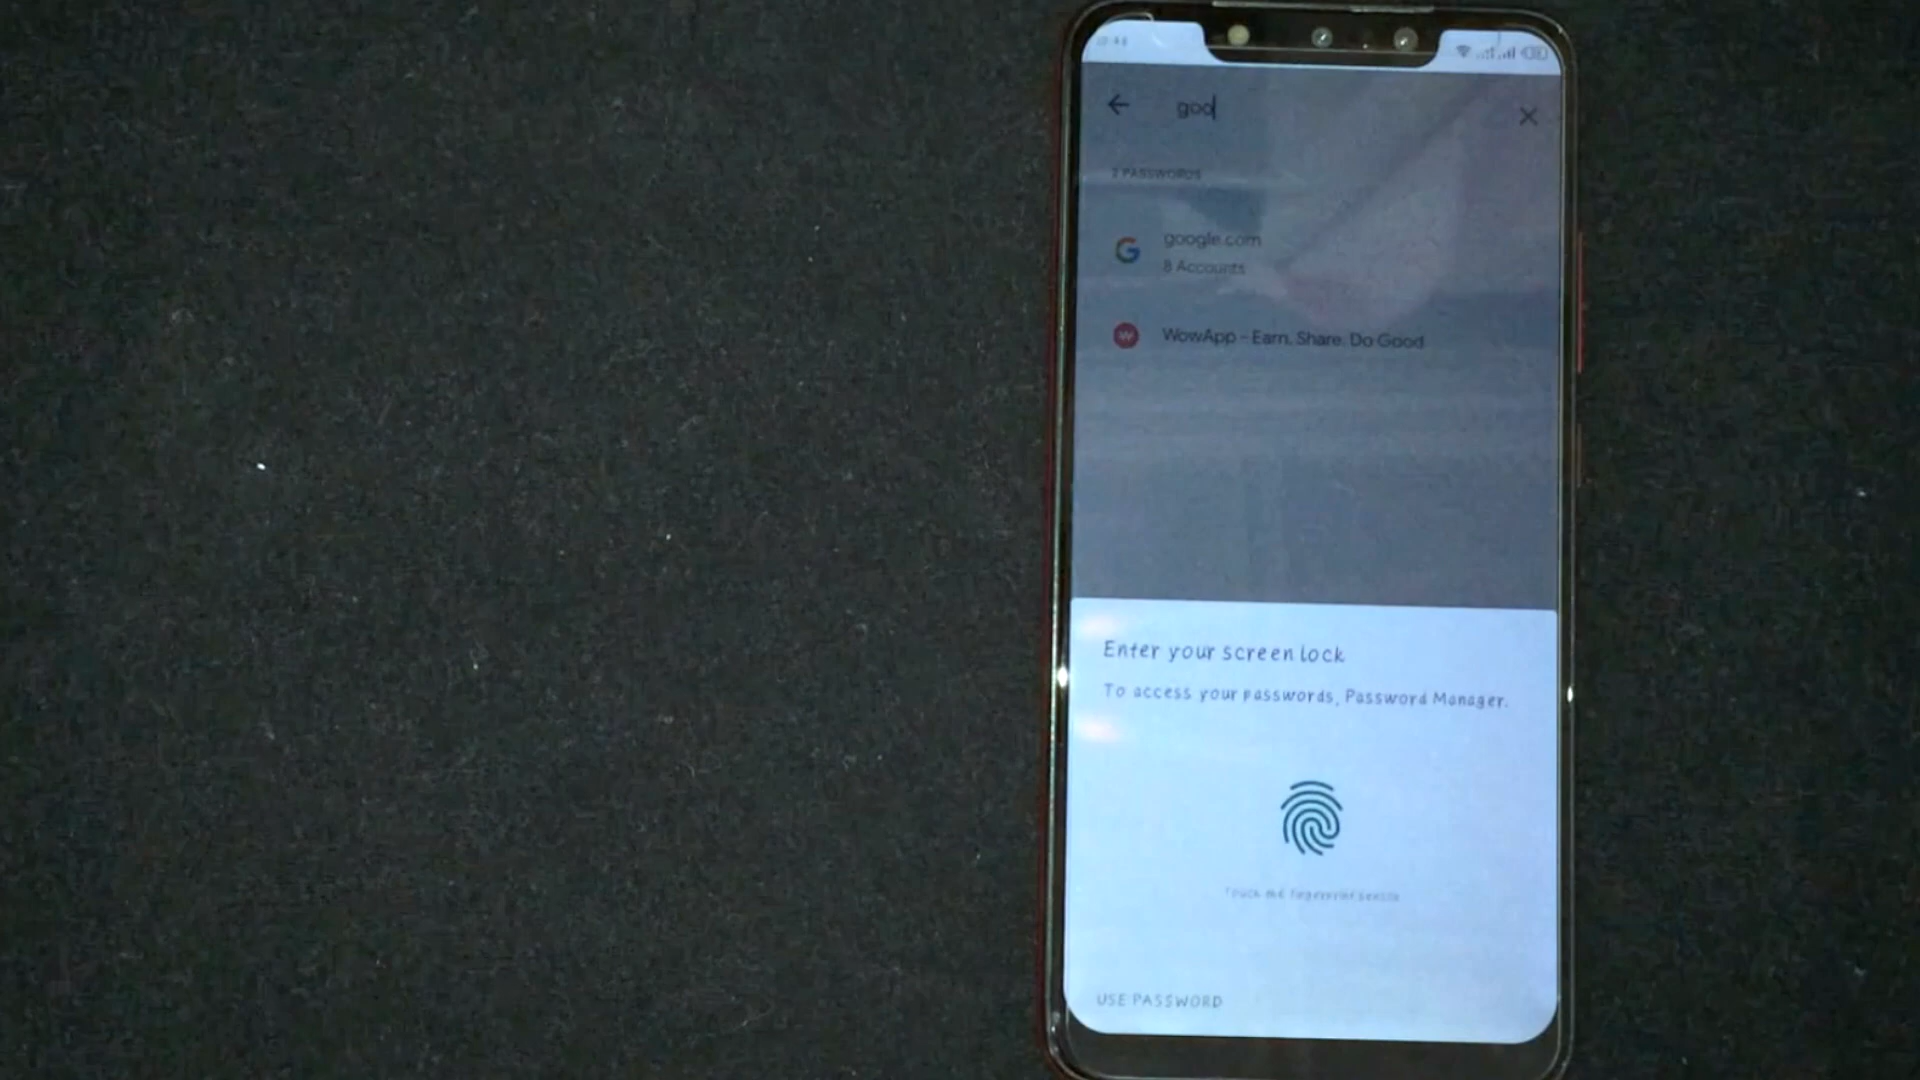 goo
2 PASSWORDS
google.com
8 Accounts
WowApp - Earn. Share. Do Good
Enter your screen lock
To access your passwords, Password Manager.
Touch the fingerprint sensor
USE PASSWORD